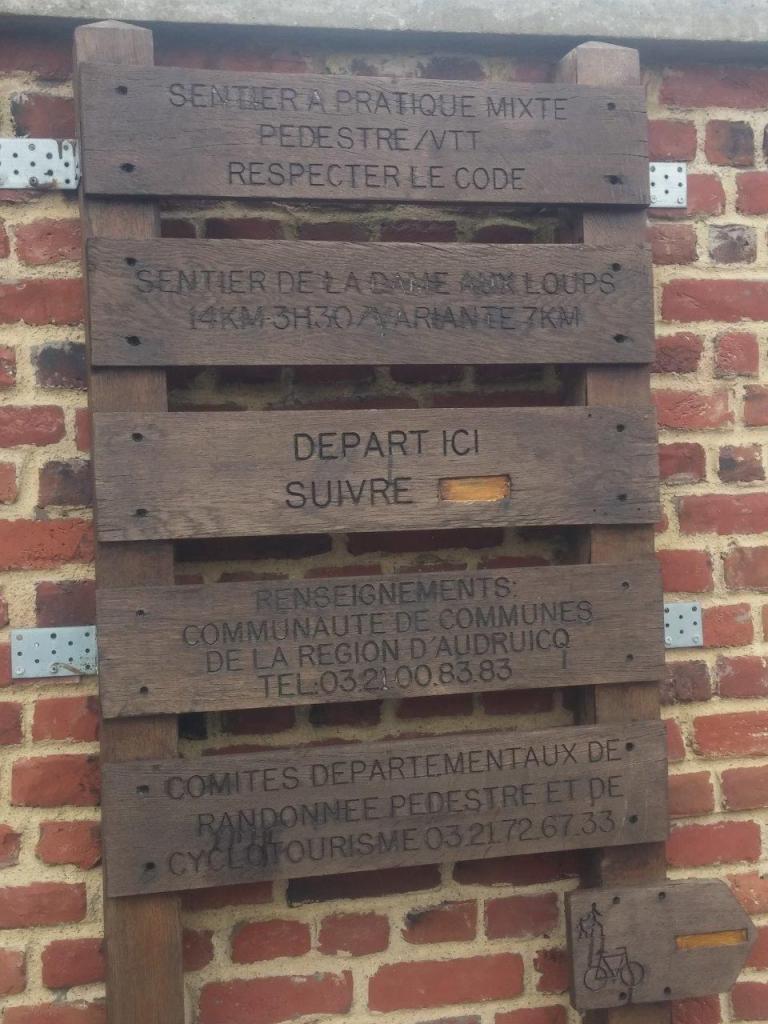 SENTIER A PRATIQUE MIXTE
PEDESTRE/VTT
RESPECTER LE CODE
SENTIER DE LA DAME AUX LOUPS
14KM-3H30/VARIANTE 7KM
DEPART ICI
SUIVRE
RENSEIGNEMENTS:
COMMUNAUTE DE COMMUNES
DE LA REGION D'AUDRUICQ
TEL:03.21.00.83.83
COMITES DEPARTEMENTAUX DE
RANDONNEE PEDESTRE ET DE
CYCLOTOURISME 03.21.72.67.33